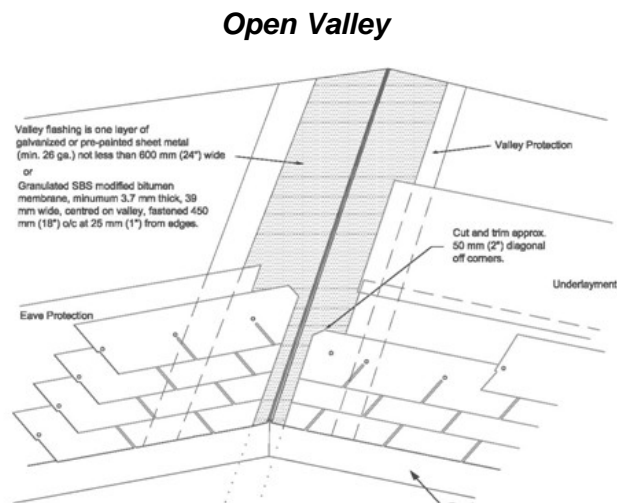 Open Valley
Valley flashing is one layer of
galvanized or pre-painted sheet metal
(min. 26 ga.) not less than 600 mm (24") wide
or
Granulated SBS modified bitumen
membrane, minumum 3.7 mm thick, 39
mm wide, centred on valley, fastened 450
mm (18") o/c at 25 mm (1") from edges.
Valley Protection
Cut and trim approx.
50 mm (2") diagonal
off corners.
Underlayment
Eave Protection